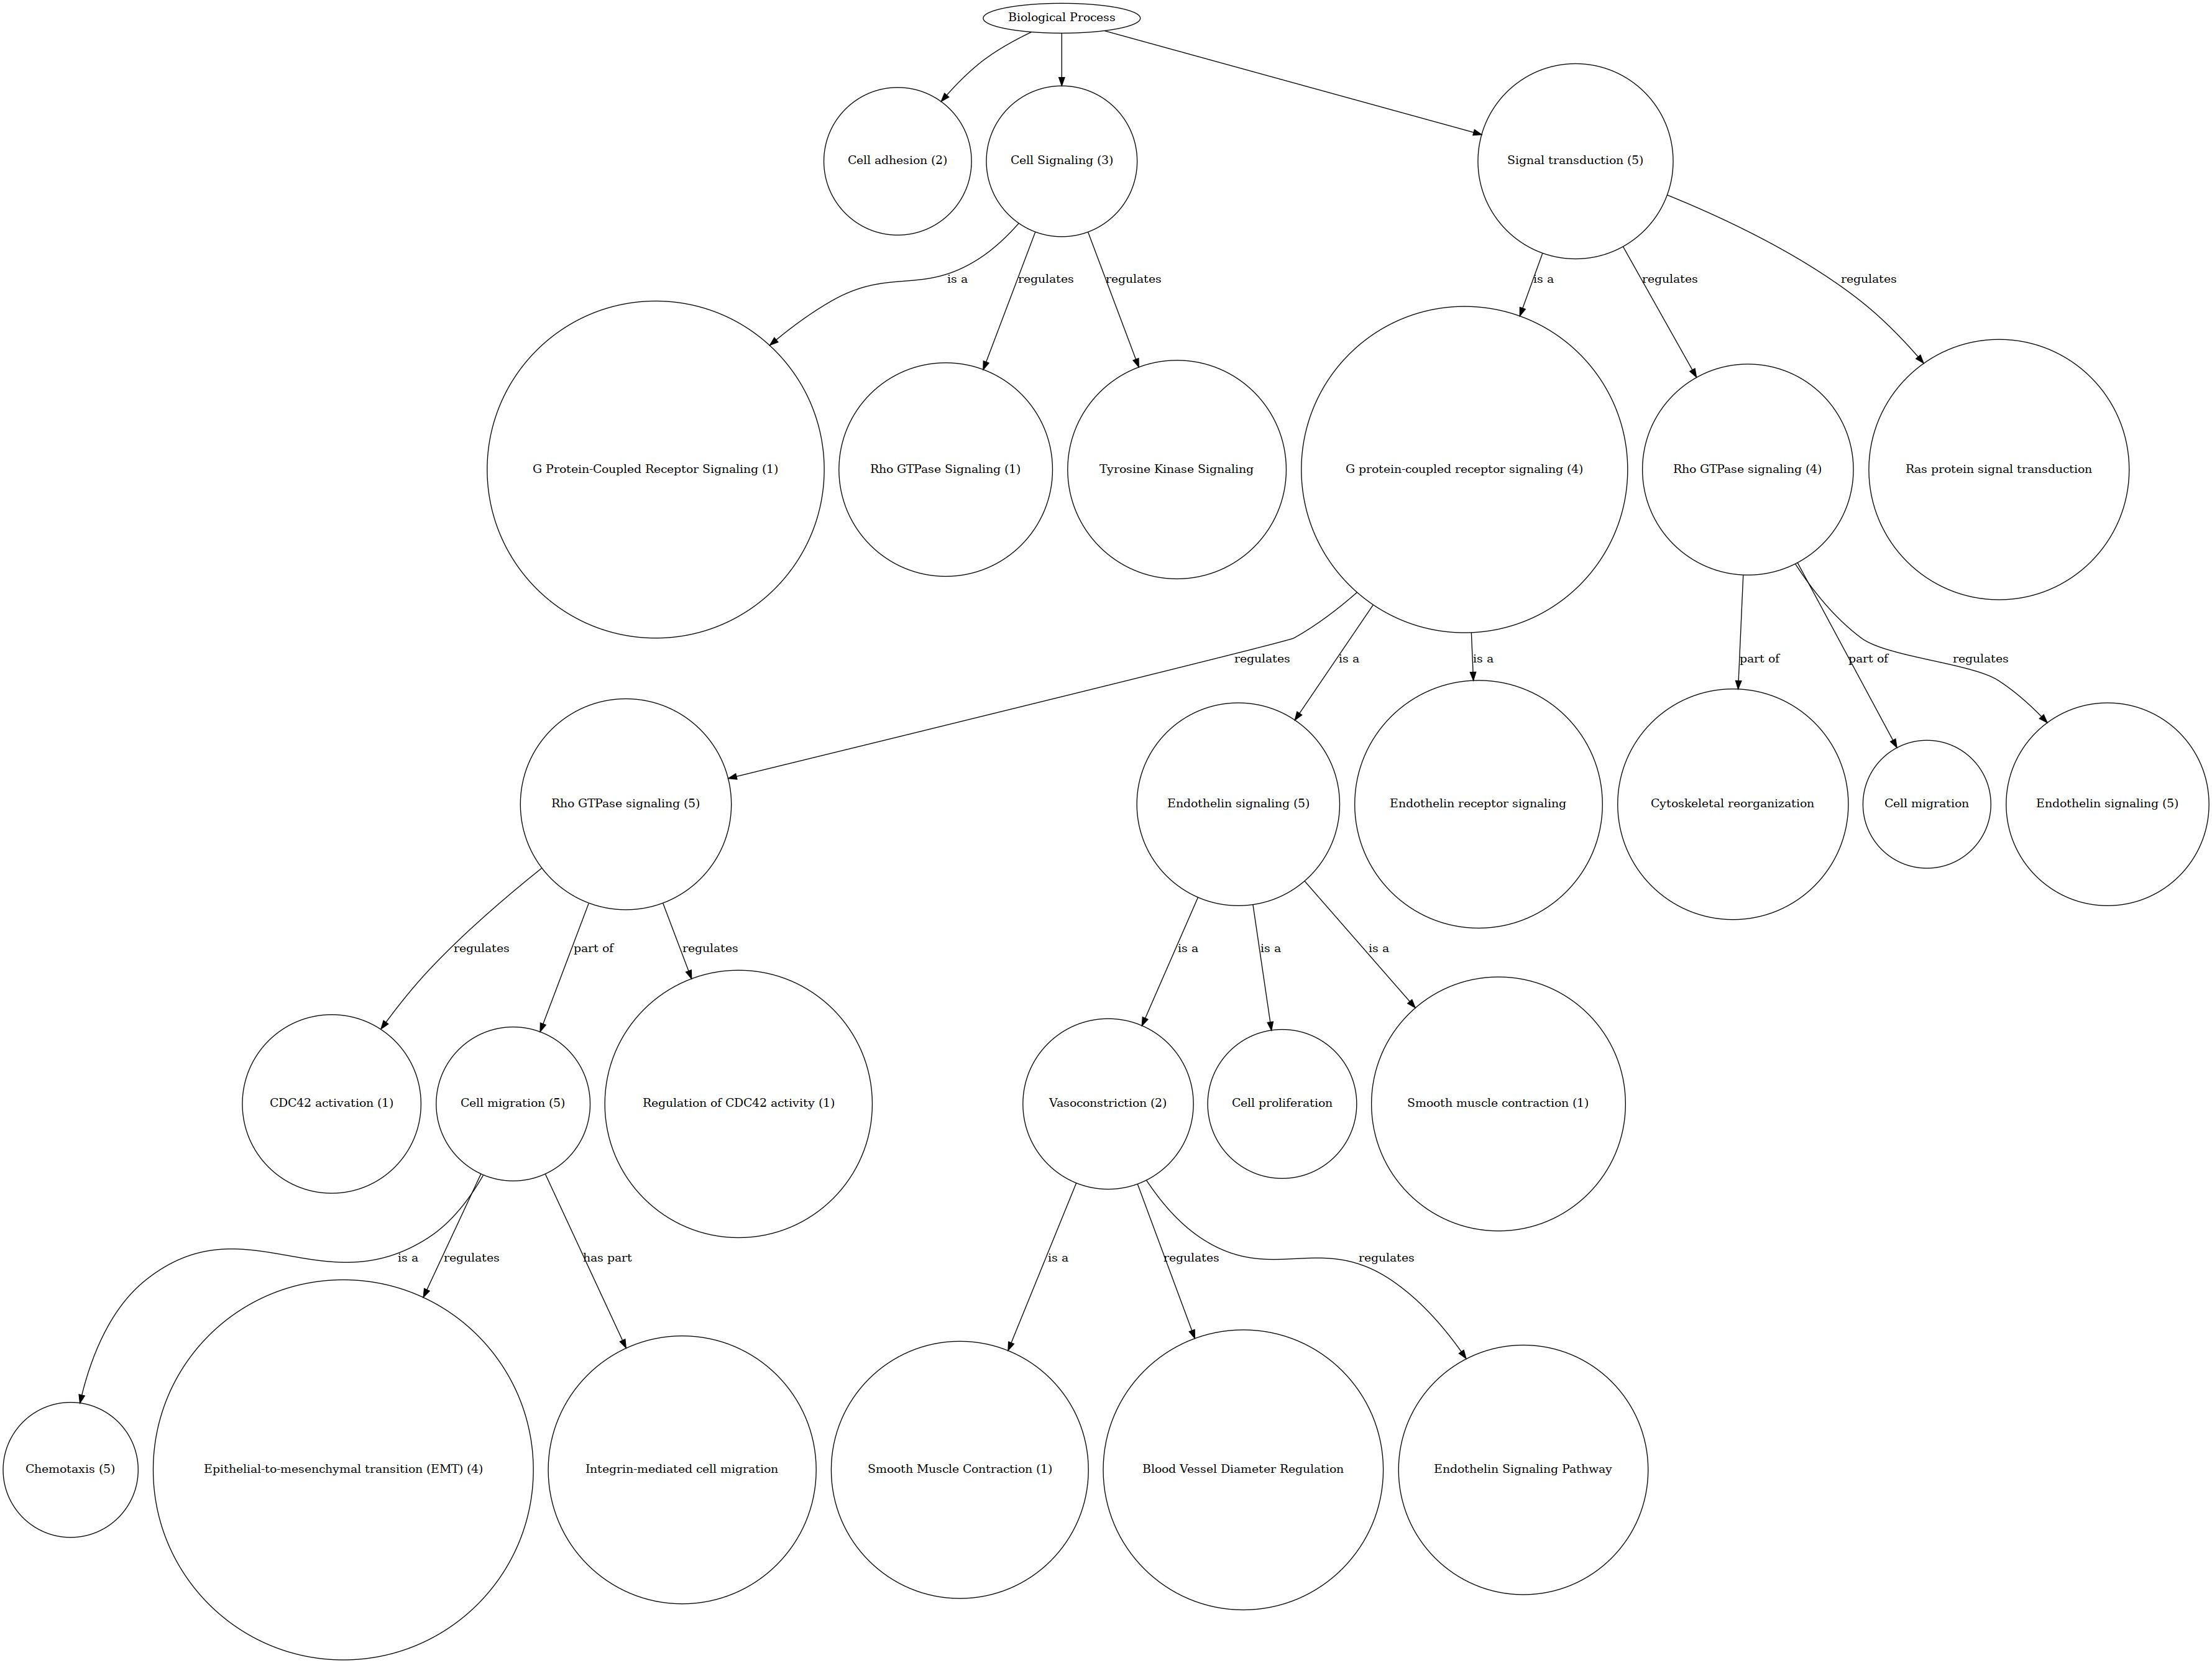 Biological Process
Cell adhesion (2)
Cell Signaling (3)
Signal transduction (5)
is a
regulates
regulates
is a
regulates
regulates
G Protein-Coupled Receptor Signaling (1)
Rho GTPase Signaling (1)
Tyrosine Kinase Signaling
G protein-coupled receptor signaling (4)
Rho GTPase signaling (4)
Ras protein signal transduction
regulates
is a
is a
part of
part of
regulates
Rho GTPase signaling (5)
Endothelin signaling (5)
Endothelin receptor signaling
Cytoskeletal reorganization
Cell migration
Endothelin signaling (5)
regulates
part of
regulates
is a
is a
is a
CDC42 activation (1)
Cell migration (5)
Regulation of CDC42 activity (1)
Vasoconstriction (2)
Cell proliferation
Smooth muscle contraction (1)
is a
regulates
has part
is a
regulates
regulates
Chemotaxis (5)
Epithelial-to-mesenchymal transition (EMT) (4)
Integrin-mediated cell migration
Smooth Muscle Contraction (1)
Blood Vessel Diameter Regulation
Endothelin Signaling Pathway